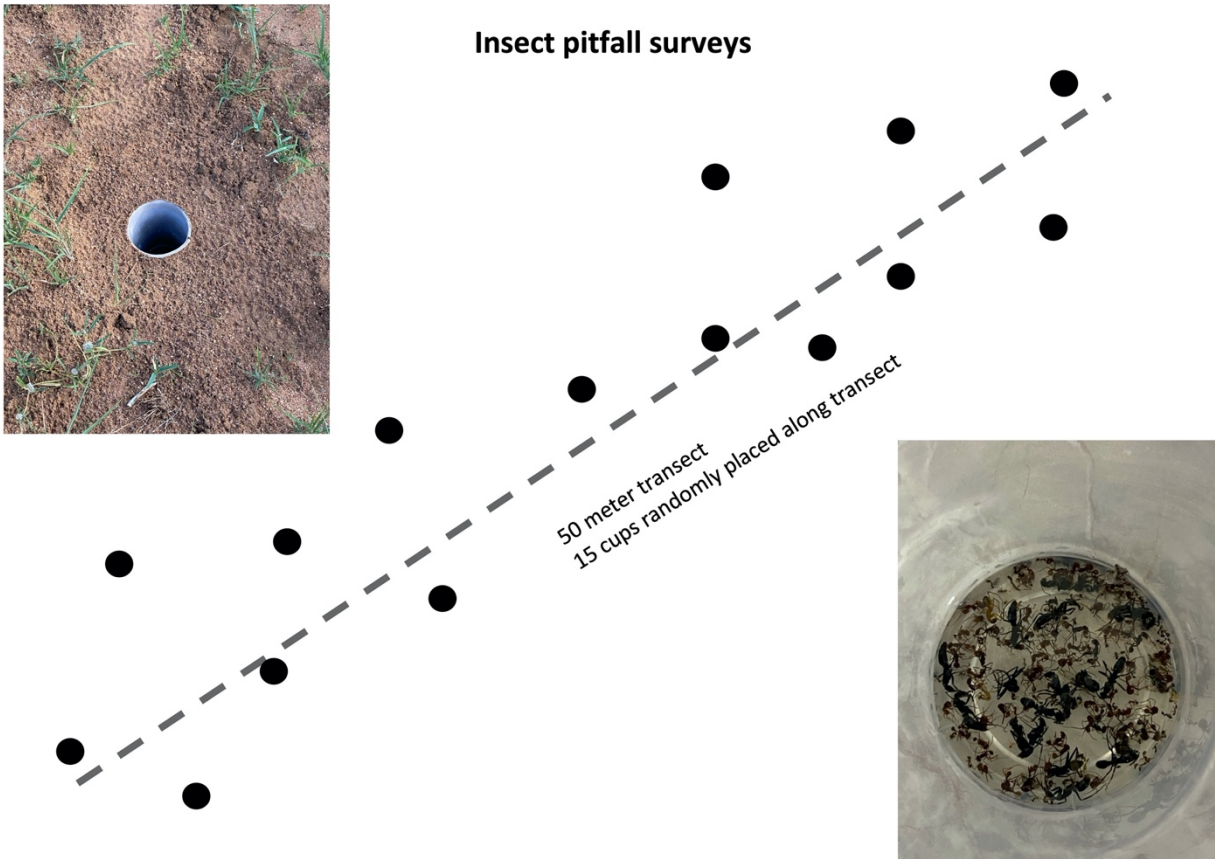 Insect pitfall surveys
50 meter transect
15 cups randomly placed along transect